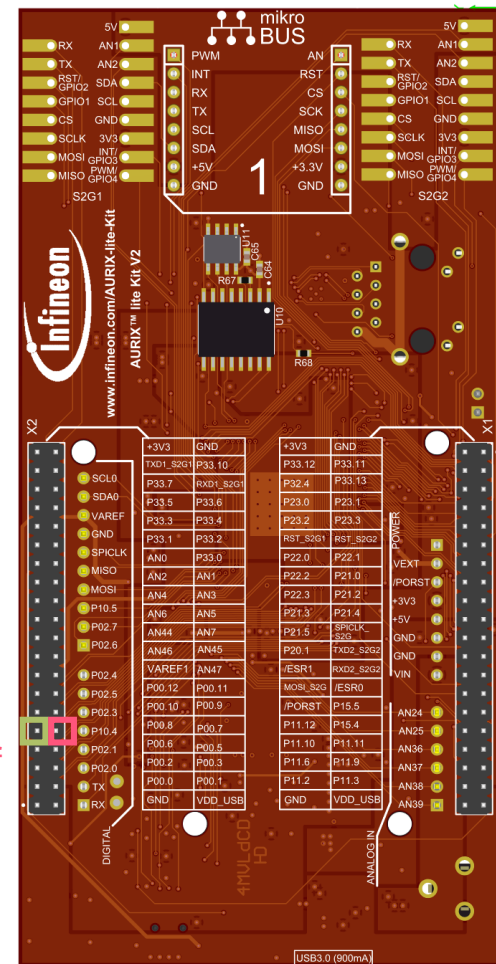 mikro
BUS
5V
RX AN1
TX AN2
RST/
GPIO2 SDA
GPIO1 SCL
CS GND
SCLK 3V3
MOSI INT/
GPIO3
MISO PWM/
GPIO4
S2G1
PWM AN
INT RST
RX CS
TX SCK
SCL MISO
SDA MOSI
+5V +3.3V
GND GND
1
5V
RX AN1
TX AN2
RST/
GPIO2 SDA
GPIO1 SCL
CS GND
SCLK 3V3
MOSI INT/
GPIO3
MISO PWM/
GPIO4
S2G2
infineon
www.infineon.com/AURIX-lite-Kit
AURIX™ lite Kit V2
U11
C65
C64
R67
U10
R68
X2
X1
SCL0
SDA0
VAREF
GND
SPICLK
MISO
MOSI
P10.5
P02.7
P02.6
P02.4
P02.5
P02.3
P10.4
P02.1
P02.0
TX
RX
DIGITAL
+3V3 GND
TXD1_S2G1 P33.10
P33.7 RXD1_S2G1
P33.5 P33.6
P33.3 P33.4
P33.1 P33.2
AN0 P33.0
AN2 AN1
AN4 AN3
AN6 AN5
AN44 AN7
AN46 AN45
VAREF1 AN47
P00.12 P00.11
P00.10 P00.9
P00.8 P00.7
P00.6 P00.5
P00.2 P00.3
P00.0 P00.1
GND VDD_USB
+3V3 GND
P33.12 P33.11
P32.4 P33.13
P23.0 P23.1
P23.2 P23.3
RST_S2G1 RST_S2G2
P22.0 P22.1
P22.2 P21.0
P22.3 P21.2
P21.3 P21.4
P21.5 SPICLK_
S2G
P20.1 TXD2_S2G2
/ESR1 RXD2_S2G2
MOSI_S2G /ESR0
/PORST P15.5
P11.12 P15.4
P11.10 P11.11
P11.6 P11.9
P11.2 P11.3
GND VDD_USB
POWER
VEXT
/PORST
+3V3
+5V
GND
GND
VIN
AN24
AN25
AN36
AN37
AN38
AN39
ANALOG IN
4MVLdCD
HD
USB3.0 (900mA)